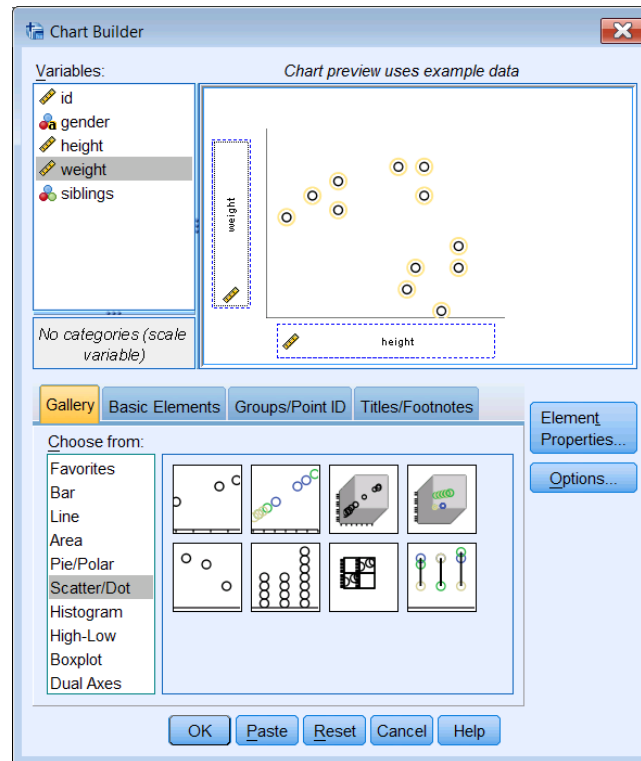 Chart Builder
Variables:
id
gender
height
weight
siblings
No categories (scale
variable)
Chart preview uses example data
weight
height
Gallery
Basic Elements
Groups/Point ID
Titles/Footnotes
Choose from:
Favorites
Bar
Line
Area
Pie/Polar
Scatter/Dot
Histogram
High-Low
Boxplot
Dual Axes
Element
Properties...
Options...
OK
Paste
Reset
Cancel
Help